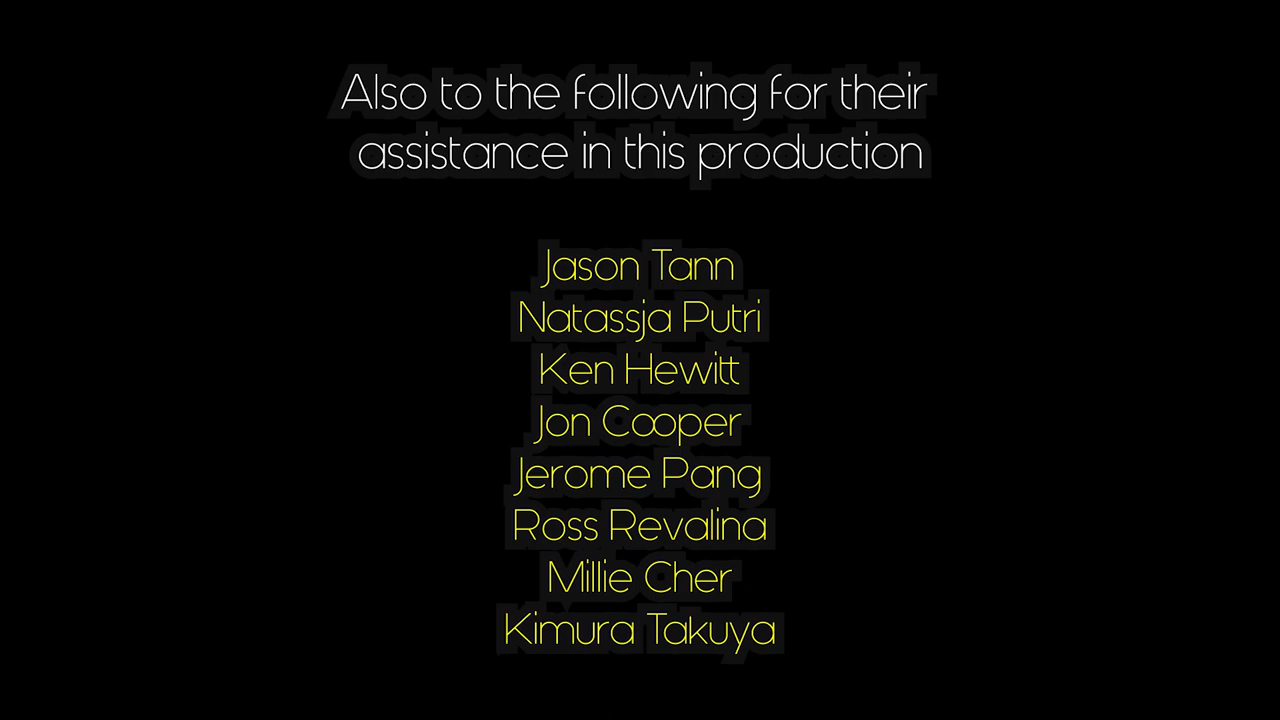 Also to the following for their
assistance in this production
Jason Tann
Natassja Putri
Ken Hewitt
Jon Cooper
Jerome Pang
Ross Revalina
Millie Cher
Kimura Takuya